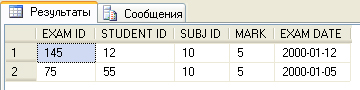 Результаты Сообщения
EXAM ID STUDENT ID SUBJ ID MARK EXAM DATE
1 145 12 10 5 2000-01-12
2 75 55 10 5 2000-01-05